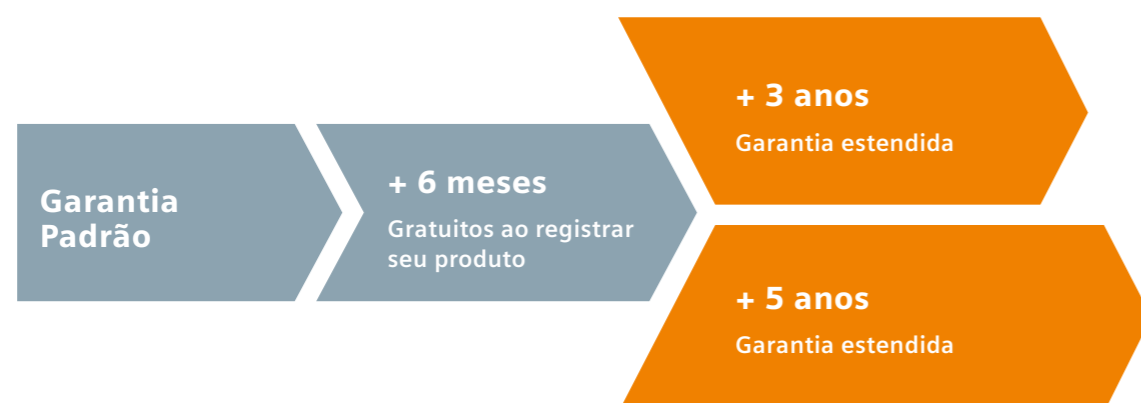 Garantia
Padrão
+ 6 meses
Gratuitos ao registrar
seu produto
+ 3 anos
Garantia estendida
+ 5 anos
Garantia estendida